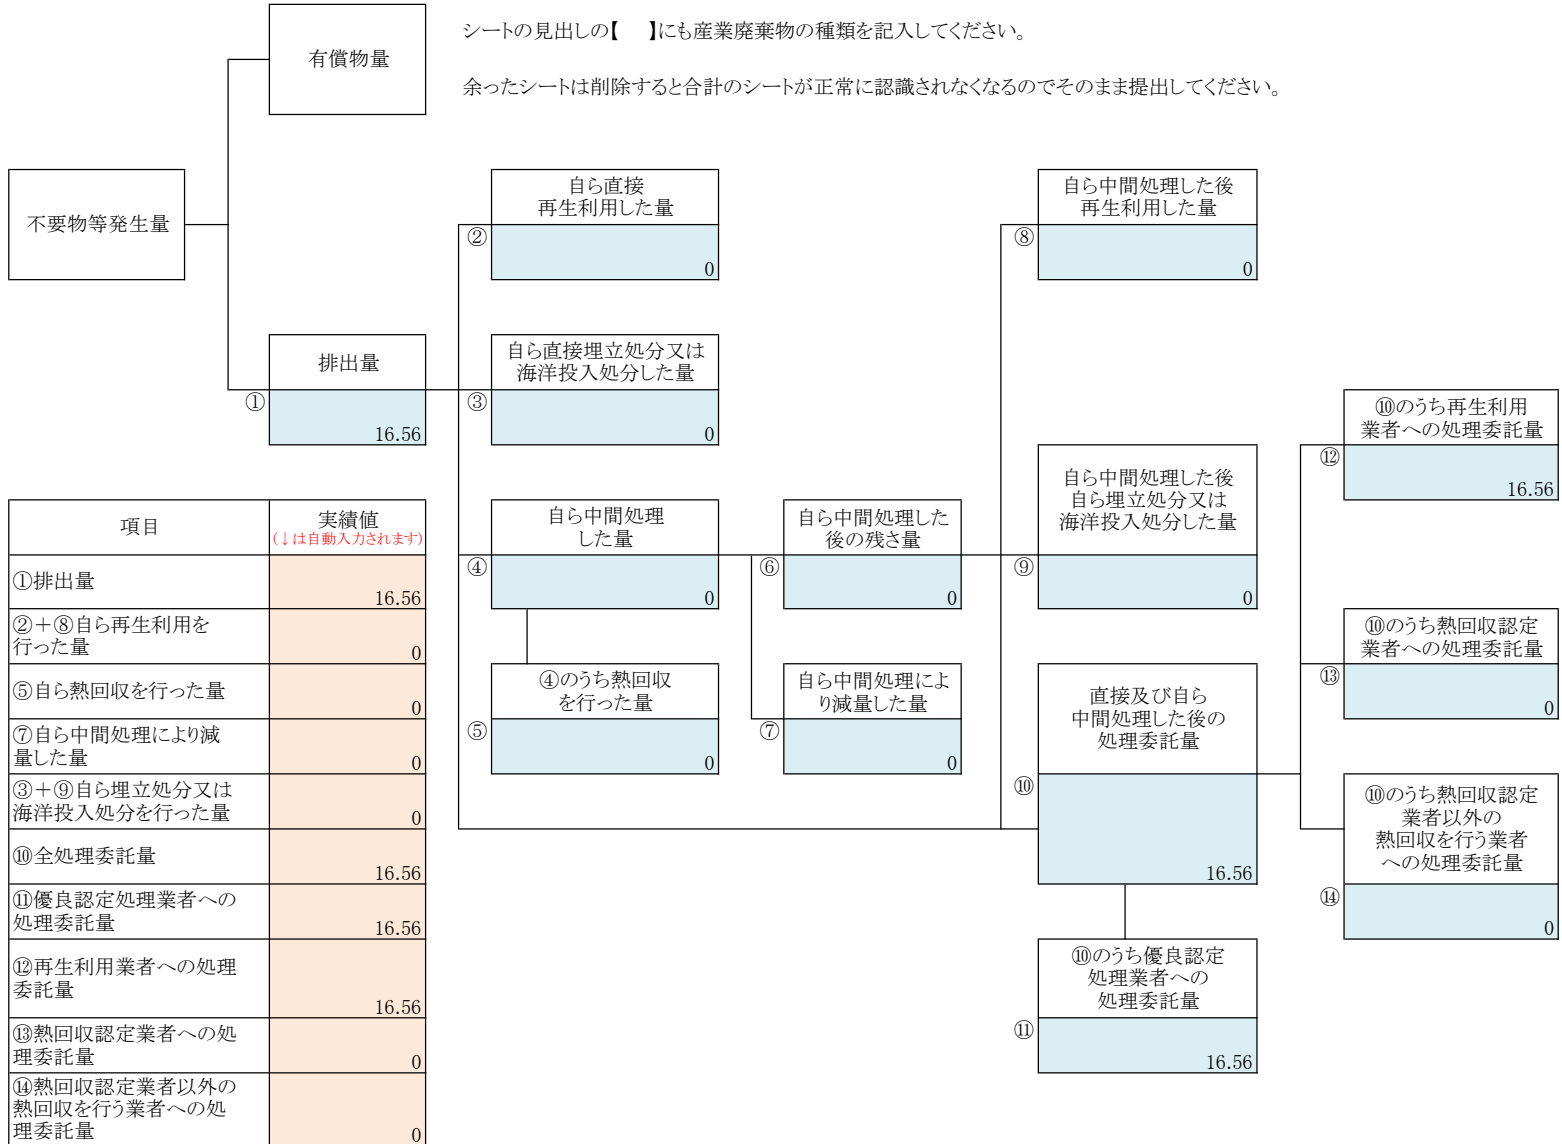 シートの見出しの【　】にも産業廃棄物の種類を記入してください。
余ったシートは削除すると合計のシートが正常に認識されなくなるのでそのまま提出してください。
有償物量
不要物等発生量
排出量
①
16.56
自ら直接
再生利用した量
②
0
自ら直接埋立処分又は
海洋投入処分した量
③
0
自ら中間処理
した量
④
0
④のうち熱回収
を行った量
⑤
0
自ら中間処理した
後の残さ量
⑥
0
自ら中間処理によ
り減量した量
⑦
0
自ら中間処理した後
再生利用した量
⑧
0
自ら中間処理した後
自ら埋立処分又は
海洋投入処分した量
⑨
0
直接及び自ら
中間処理した後の
処理委託量
⑩
16.56
⑩のうち優良認定
処理業者への
処理委託量
⑪
16.56
⑩のうち再生利用
業者への処理委託量
⑫
16.56
⑩のうち熱回収認定
業者への処理委託量
⑬
0
⑩のうち熱回収認定
業者以外の
熱回収を行う業者
への処理委託量
⑭
0
項目
実績値
(↓は自動入力されます)
①排出量
16.56
②＋⑧自ら再生利用を
行った量
0
⑤自ら熱回収を行った量
0
⑦自ら中間処理により減
量した量
0
③＋⑨自ら埋立処分又は
海洋投入処分を行った量
0
⑩全処理委託量
16.56
⑪優良認定処理業者への
処理委託量
16.56
⑫再生利用業者への処理
委託量
16.56
⑬熱回収認定業者への処
理委託量
0
⑭熱回収認定業者以外の
熱回収を行う業者への処
理委託量
0